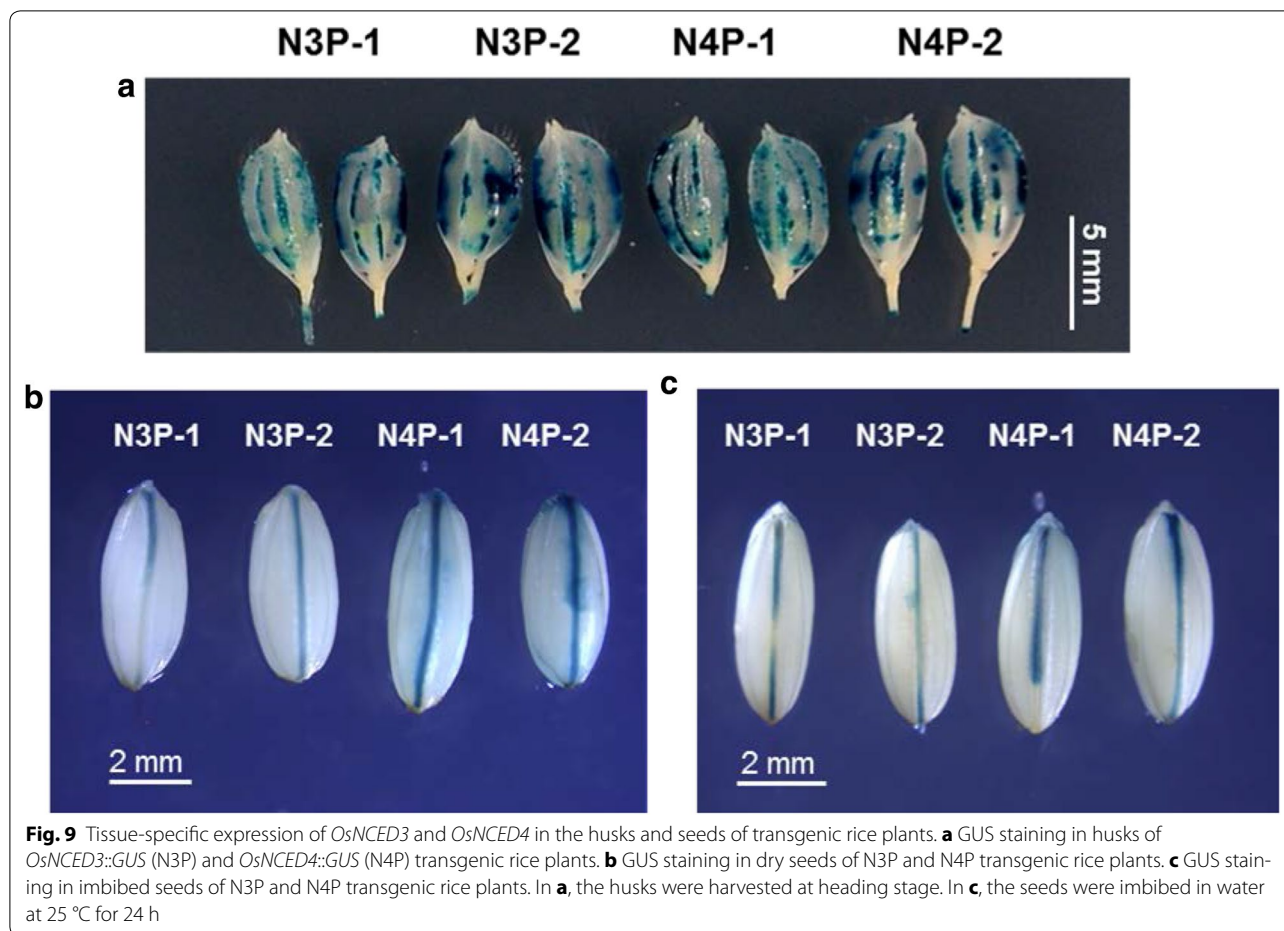 N3P-1 N3P-2 N4P-1 N4P-2
a
5 mm
b
N3P-1 N3P-2 N4P-1 N4P-2
2 mm
c
N3P-1 N3P-2 N4P-1 N4P-2
2 mm
Fig. 9 Tissue-specific expression of OsNCED3 and OsNCED4 in the husks and seeds of transgenic rice plants. a GUS staining in husks of
OsNCED3::GUS (N3P) and OsNCED4::GUS (N4P) transgenic rice plants. b GUS staining in dry seeds of N3P and N4P transgenic rice plants. c GUS stain-
ing in imbibed seeds of N3P and N4P transgenic rice plants. In a, the husks were harvested at heading stage. In c, the seeds were imbibed in water
at 25 °C for 24 h